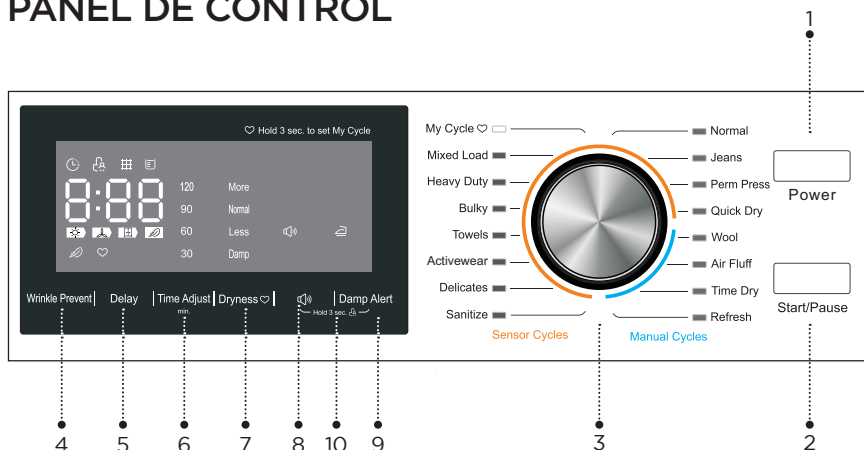 PANEL DE CONTROL
1
♡ Hold 3 sec. to set My Cycle
8:88
120 More
90 Normal
60 Less
30 Damp
Wrinkle Prevent
Delay
Time Adjust
min.
Dryness ♡
Damp Alert
Hold 3 sec.
My Cycle ♡
Mixed Load
Heavy Duty
Bulky
Towels
Activewear
Delicates
Sanitize
Sensor Cycles
Normal
Jeans
Perm Press
Quick Dry
Wool
Air Fluff
Time Dry
Refresh
Manual Cycles
Power
Start/Pause
4 5 6 7 8 10 9 3 2